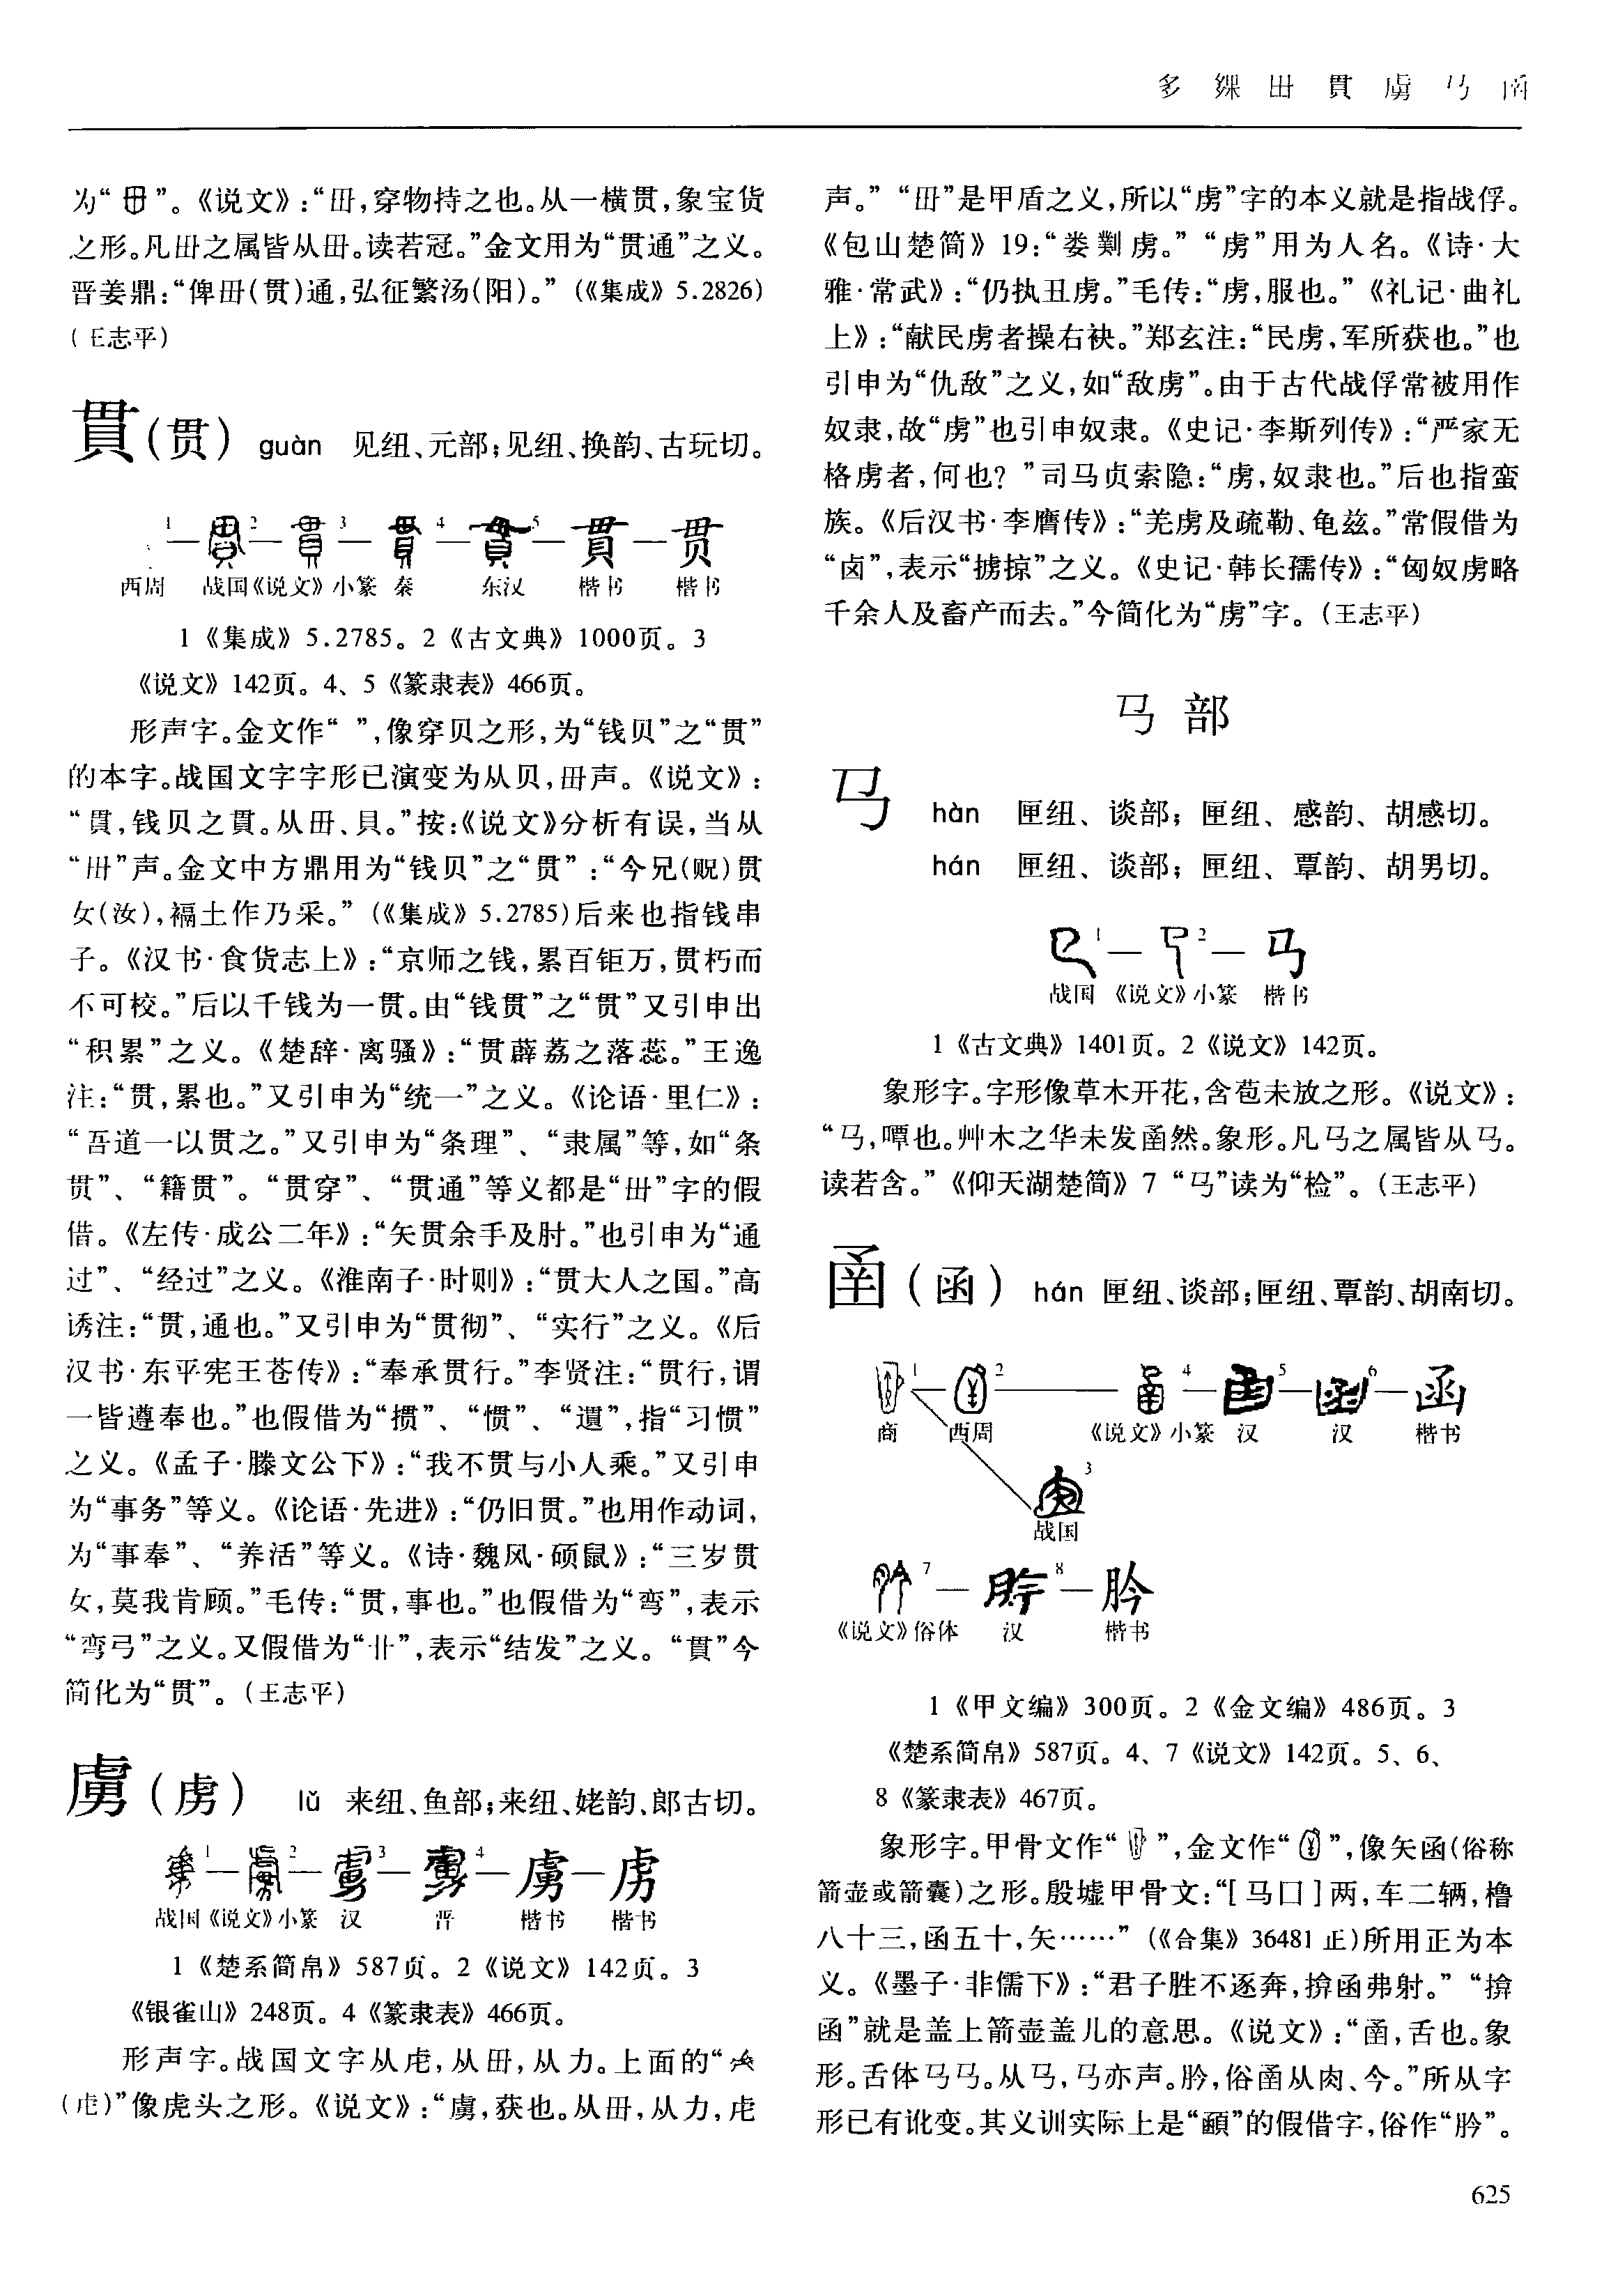 多 㚌 毌 貫 虜 𢎘 圅
为“毌”。《说文》:“毌,穿物持之也。从一横贯,象宝货
之形。凡毌之属皆从毌。读若冠。”金文用为“贯通”之义。
晋姜鼎:“俾毌(贯)通,弘征繁汤(阳)。”(《集成》5.2826)
(王志平)
貫(贯) guàn 见纽、元部;见纽、换韵、古玩切。
1 2 3 4 5 貫 贯
西周 战国《说文》小篆 秦 东汉 楷书 楷书
1《集成》5.2785。2《古文典》1000页。3
《说文》142页。4、5《篆隶表》466页。
形声字。金文作“ ”,像穿贝之形,为“钱贝”之“贯”
的本字。战国文字字形已演变为从贝,毌声。《说文》:
“貫,钱贝之貫。从毌、貝。”按:《说文》分析有误,当从
“毌”声。金文中方鼎用为“钱贝”之“贯”:“今兄(贶)贯
女(汝),福土作乃采。”(《集成》5.2785)后来也指钱串
子。《汉书·食货志上》:“京师之钱,累百钜万,贯朽而
不可校。”后以千钱为一贯。由“钱贯”之“贯”又引申出
“积累”之义。《楚辞·离骚》:“贯薜荔之落蕊。”王逸
注:“贯,累也。”又引申为“统一”之义。《论语·里仁》:
“吾道一以贯之。”又引申为“条理”、“隶属”等,如“条
贯”、“籍贯”。“贯穿”、“贯通”等义都是“毌”字的假
借。《左传·成公二年》:“矢贯余手及肘。”也引申为“通
过”、“经过”之义。《淮南子·时则》:“贯大人之国。”高
诱注:“贯,通也。”又引申为“贯彻”、“实行”之义。《后
汉书·东平宪王苍传》:“奉承贯行。”李贤注:“贯行,谓
一皆遵奉也。”也假借为“掼”、“惯”、“遦”,指“习惯”
之义。《孟子·滕文公下》:“我不贯与小人乘。”又引申
为“事务”等义。《论语·先进》:“仍旧贯。”也用作动词,
为“事奉”、“养活”等义。《诗·魏风·硕鼠》:“三岁贯
女,莫我肯顾。”毛传:“贯,事也。”也假借为“弯”,表示
“弯弓”之义。又假借为“丱”,表示“结发”之义。“貫”今
简化为“贯”。(王志平)
虜(虏) lǔ 来纽、鱼部;来纽、姥韵、郎古切。
1 2 3 4 虜 虏
战国《说文》小篆 汉 晋 楷书 楷书
1《楚系简帛》587页。2《说文》142页。3
《银雀山》248页。4《篆隶表》466页。
形声字。战国文字从虍,从毌,从力。上面的“
(虍)”像虎头之形。《说文》:“虜,获也。从毌,从力,虍
声。”“毌”是甲盾之义,所以“虏”字的本义就是指战俘。
《包山楚简》19:“娄劐虏。”“虏”用为人名。《诗·大
雅·常武》:“仍执丑虏。”毛传:“虏,服也。”《礼记·曲礼
上》:“献民虏者操右袂。”郑玄注:“民虏,军所获也。”也
引申为“仇敌”之义,如“敌虏”。由于古代战俘常被用作
奴隶,故“虏”也引申奴隶。《史记·李斯列传》:“严家无
格虏者,何也?”司马贞索隐:“虏,奴隶也。”后也指蛮
族。《后汉书·李膺传》:“羌虏及疏勒、龟兹。”常假借为
“卤”,表示“掳掠”之义。《史记·韩长孺传》:“匈奴虏略
千余人及畜产而去。”今简化为“虏”字。(王志平)
𢎘 部
𢎘 hàn 匣纽、谈部;匣纽、感韵、胡感切。
hán 匣纽、谈部;匣纽、覃韵、胡男切。
1 2 𢎘
战国 《说文》小篆 楷书
1《古文典》1401页。2《说文》142页。
象形字。字形像草木开花,含苞未放之形。《说文》:
“𢎘,嘾也。艸木之华未发圅然。象形。凡𢎘之属皆从𢎘。
读若含。”《仰天湖楚简》7“𢎘”读为“检”。(王志平)
圅(函) hán 匣纽、谈部;匣纽、覃韵、胡南切。
1 2 4 5 6 函
商 西周 《说文》小篆 汉 汉 楷书
3
战国
7 8 肣
《说文》俗体 汉 楷书
1《甲文编》300页。2《金文编》486页。3
《楚系简帛》587页。4、7《说文》142页。5、6、
8《篆隶表》467页。
象形字。甲骨文作“ ”,金文作“ ”,像矢函(俗称
箭壶或箭囊)之形。殷墟甲骨文:“[马口]两,车二辆,橹
八十三,函五十,矢……”(《合集》36481正)所用正为本
义。《墨子·非儒下》:“君子胜不逐奔,揜函弗射。”“揜
函”就是盖上箭壶盖儿的意思。《说文》:“圅,舌也。象
形。舌体𢎘𢎘。从𢎘,𢎘亦声。肣,俗圅从肉、今。”所从字
形已有讹变。其义训实际上是“顄”的假借字,俗作“肣”。
625